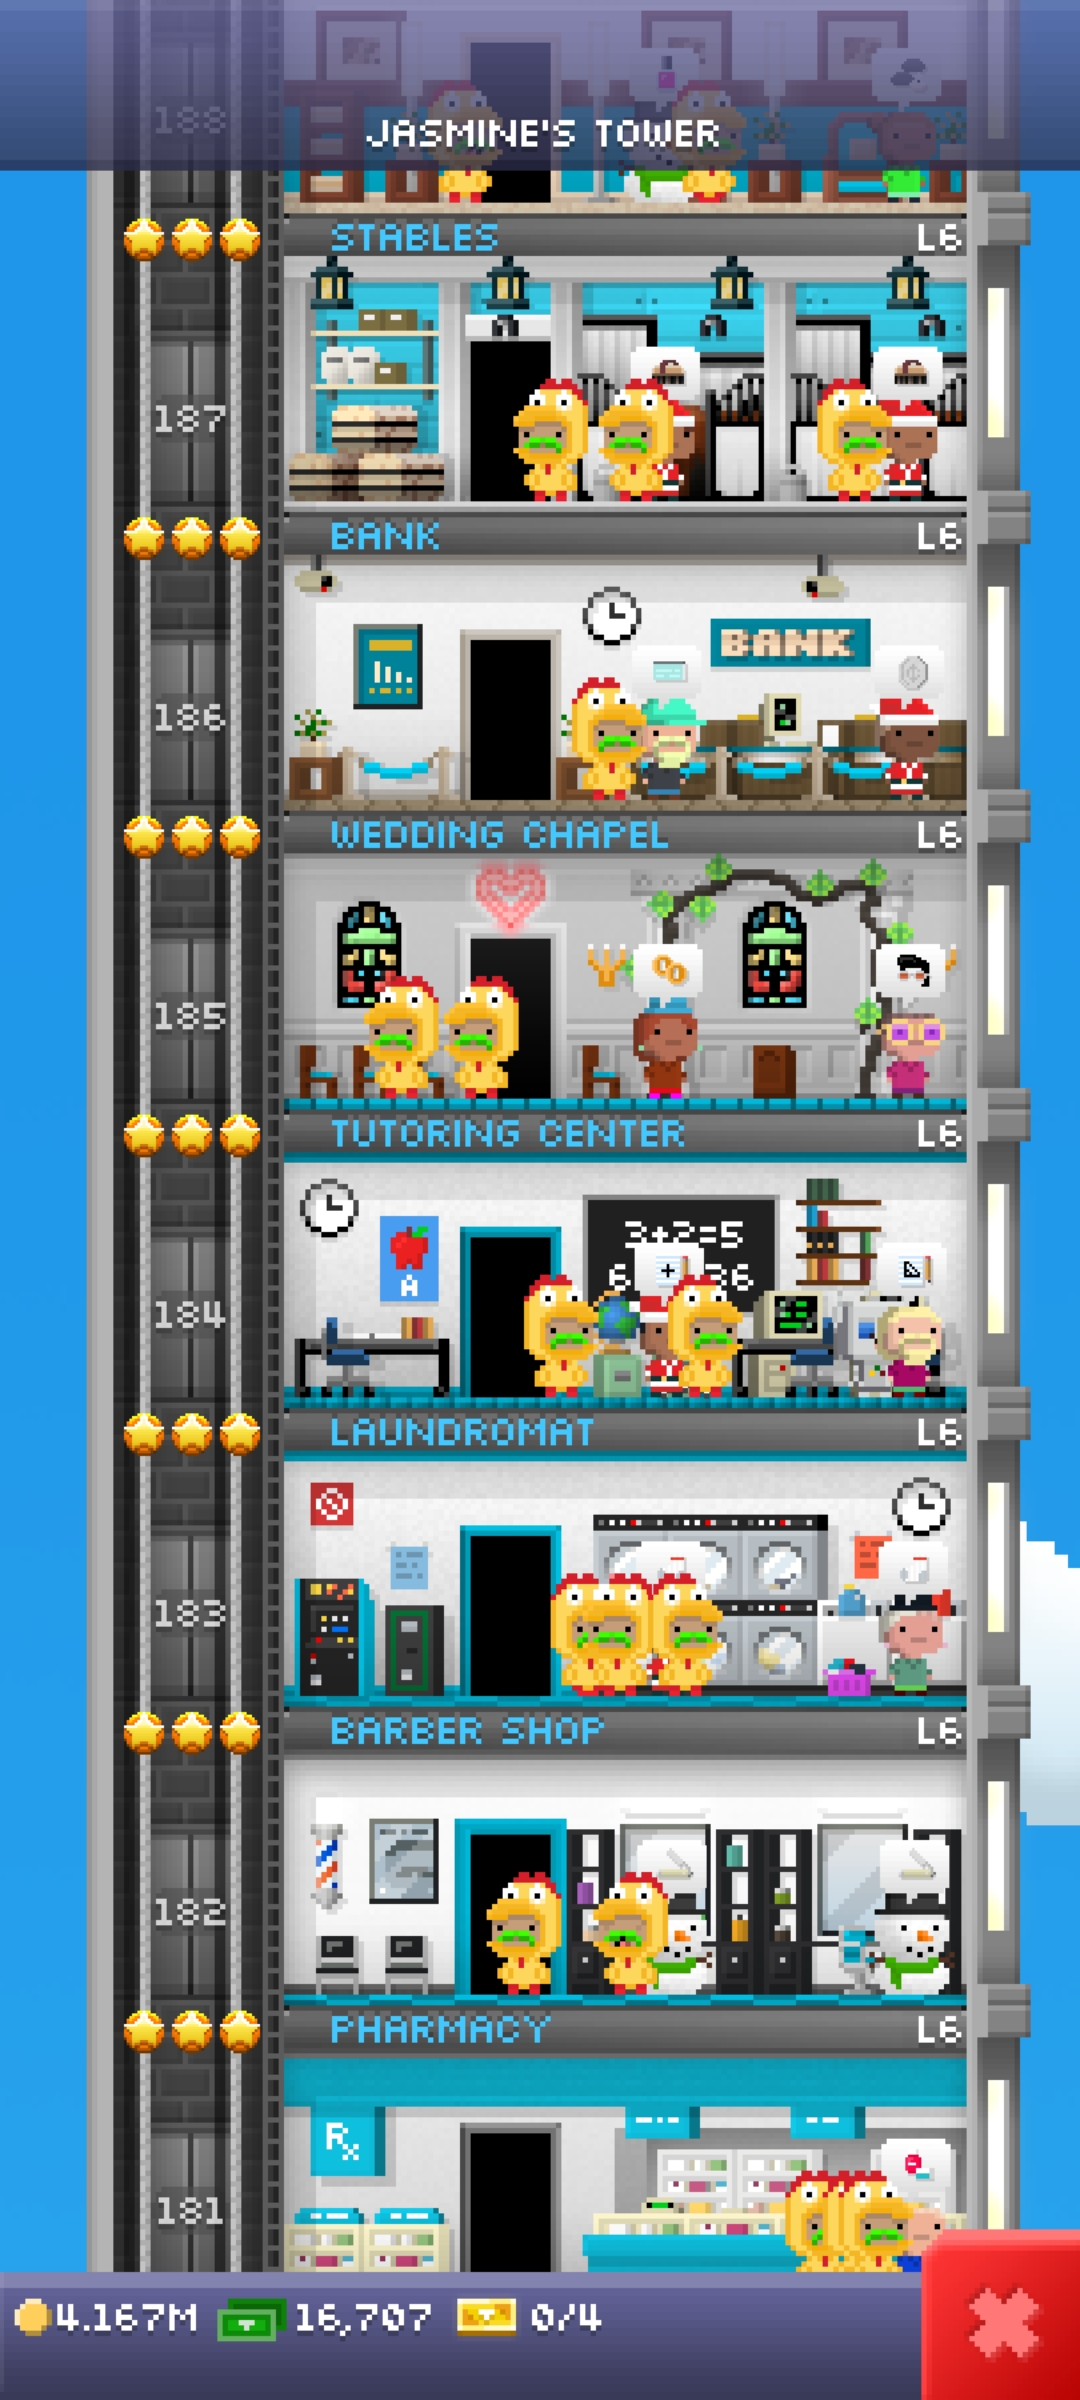 188
JASMINE'S TOWER
STABLES L6
187
BANK L6
BANK
186
WEDDING CHAPEL L6
185
TUTORING CENTER L6
3+2=5
A
184
LAUNDROMAT L6
183
BARBER SHOP L6
182
PHARMACY L6
Rx
181
4.167M 16,707 0/4